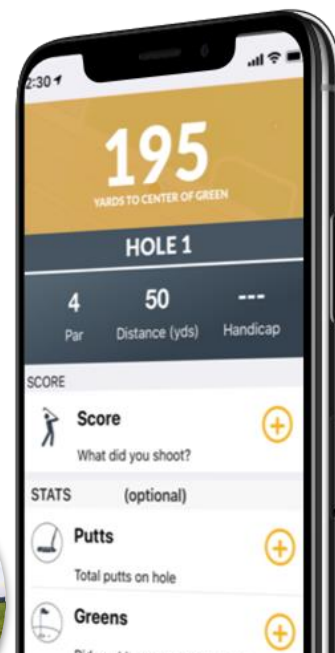 2:30
195
YARDS TO CENTER OF GREEN
HOLE 1
4 50 ---
Par Distance (yds) Handicap
SCORE
Score
What did you shoot?
STATS (optional)
Putts
Total putts on hole
Greens